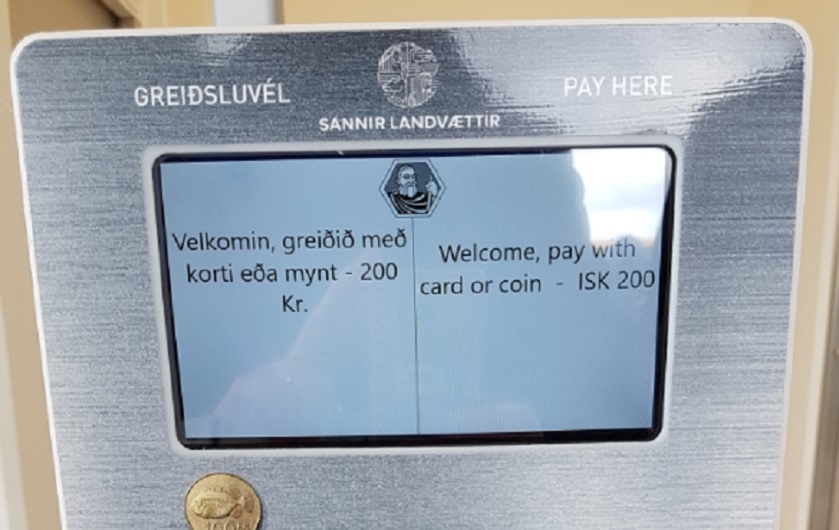 GREIÐSLUVÉL
SANNIR LANDVÆTTIR
PAY HERE
Velkomin, greiðið með
korti eða mynt - 200
Kr.
Welcome, pay with
card or coin - ISK 200
100